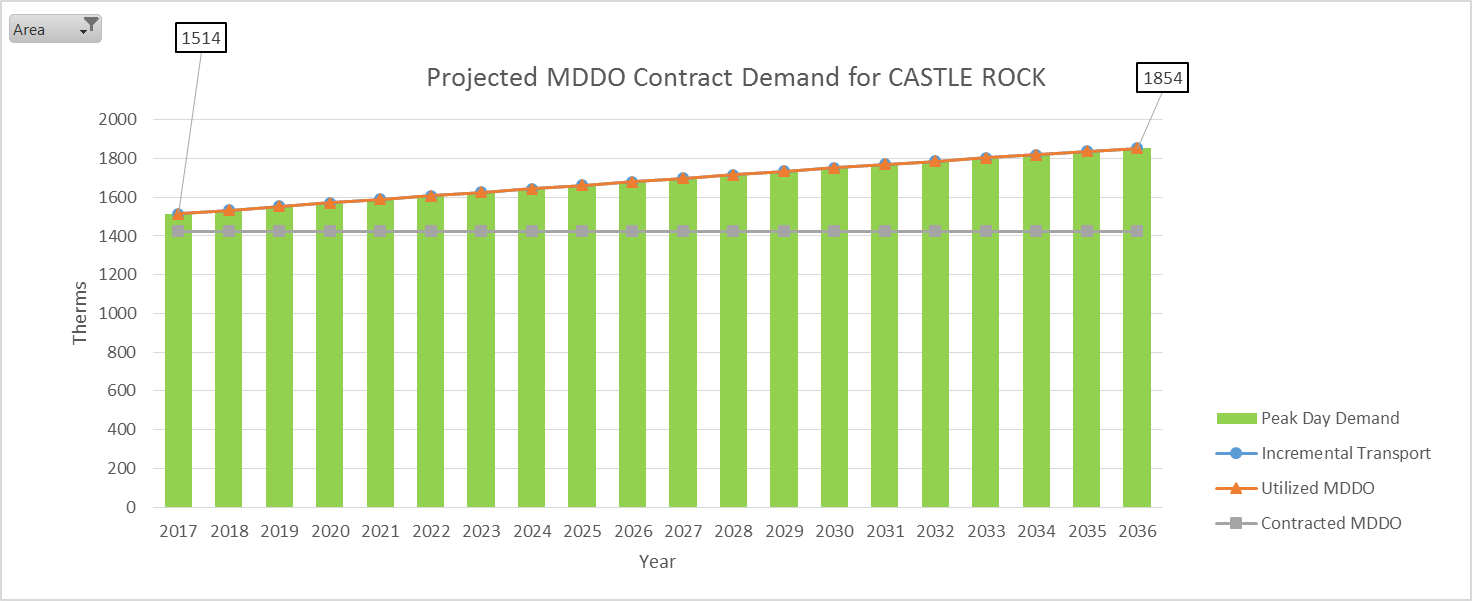 Area
1514
Projected MDDO Contract Demand for CASTLE ROCK
1854
2000
1800
1600
1400
1200
1000
800
600
400
200
0
Therms
2017 2018 2019 2020 2021 2022 2023 2024 2025 2026 2027 2028 2029 2030 2031 2032 2033 2034 2035 2036
Year
Peak Day Demand
Incremental Transport
Utilized MDDO
Contracted MDDO